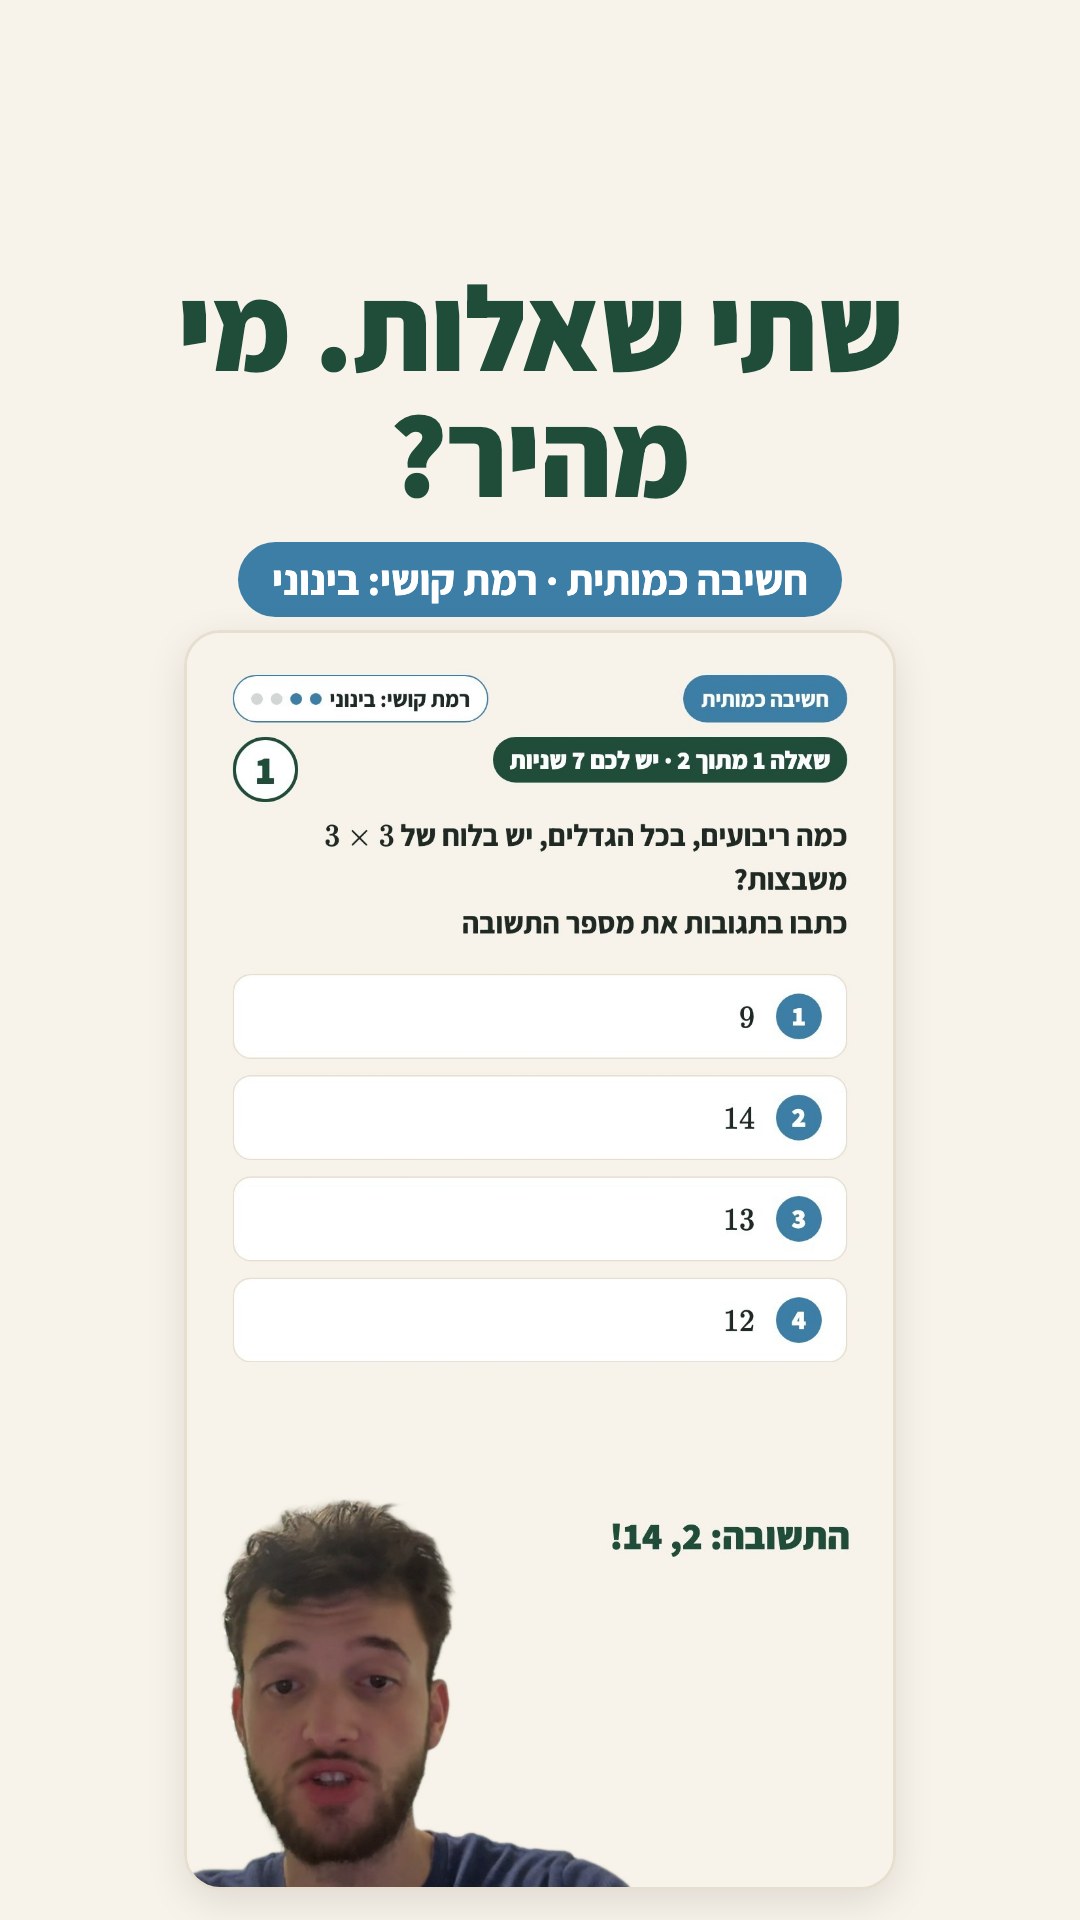 שתי שאלות. מי
מהיר?
חשיבה כמותית · רמת קושי: בינוני
חשיבה כמותית
רמת קושי: בינוני
שאלה 1 מתוך 2 · יש לכם 7 שניות
1
כמה ריבועים, בכל הגדלים, יש בלוח של 3 × 3
משבצות?
כתבו בתגובות את מספר התשובה
1 9
2 14
3 13
4 12
התשובה: 2, 14!